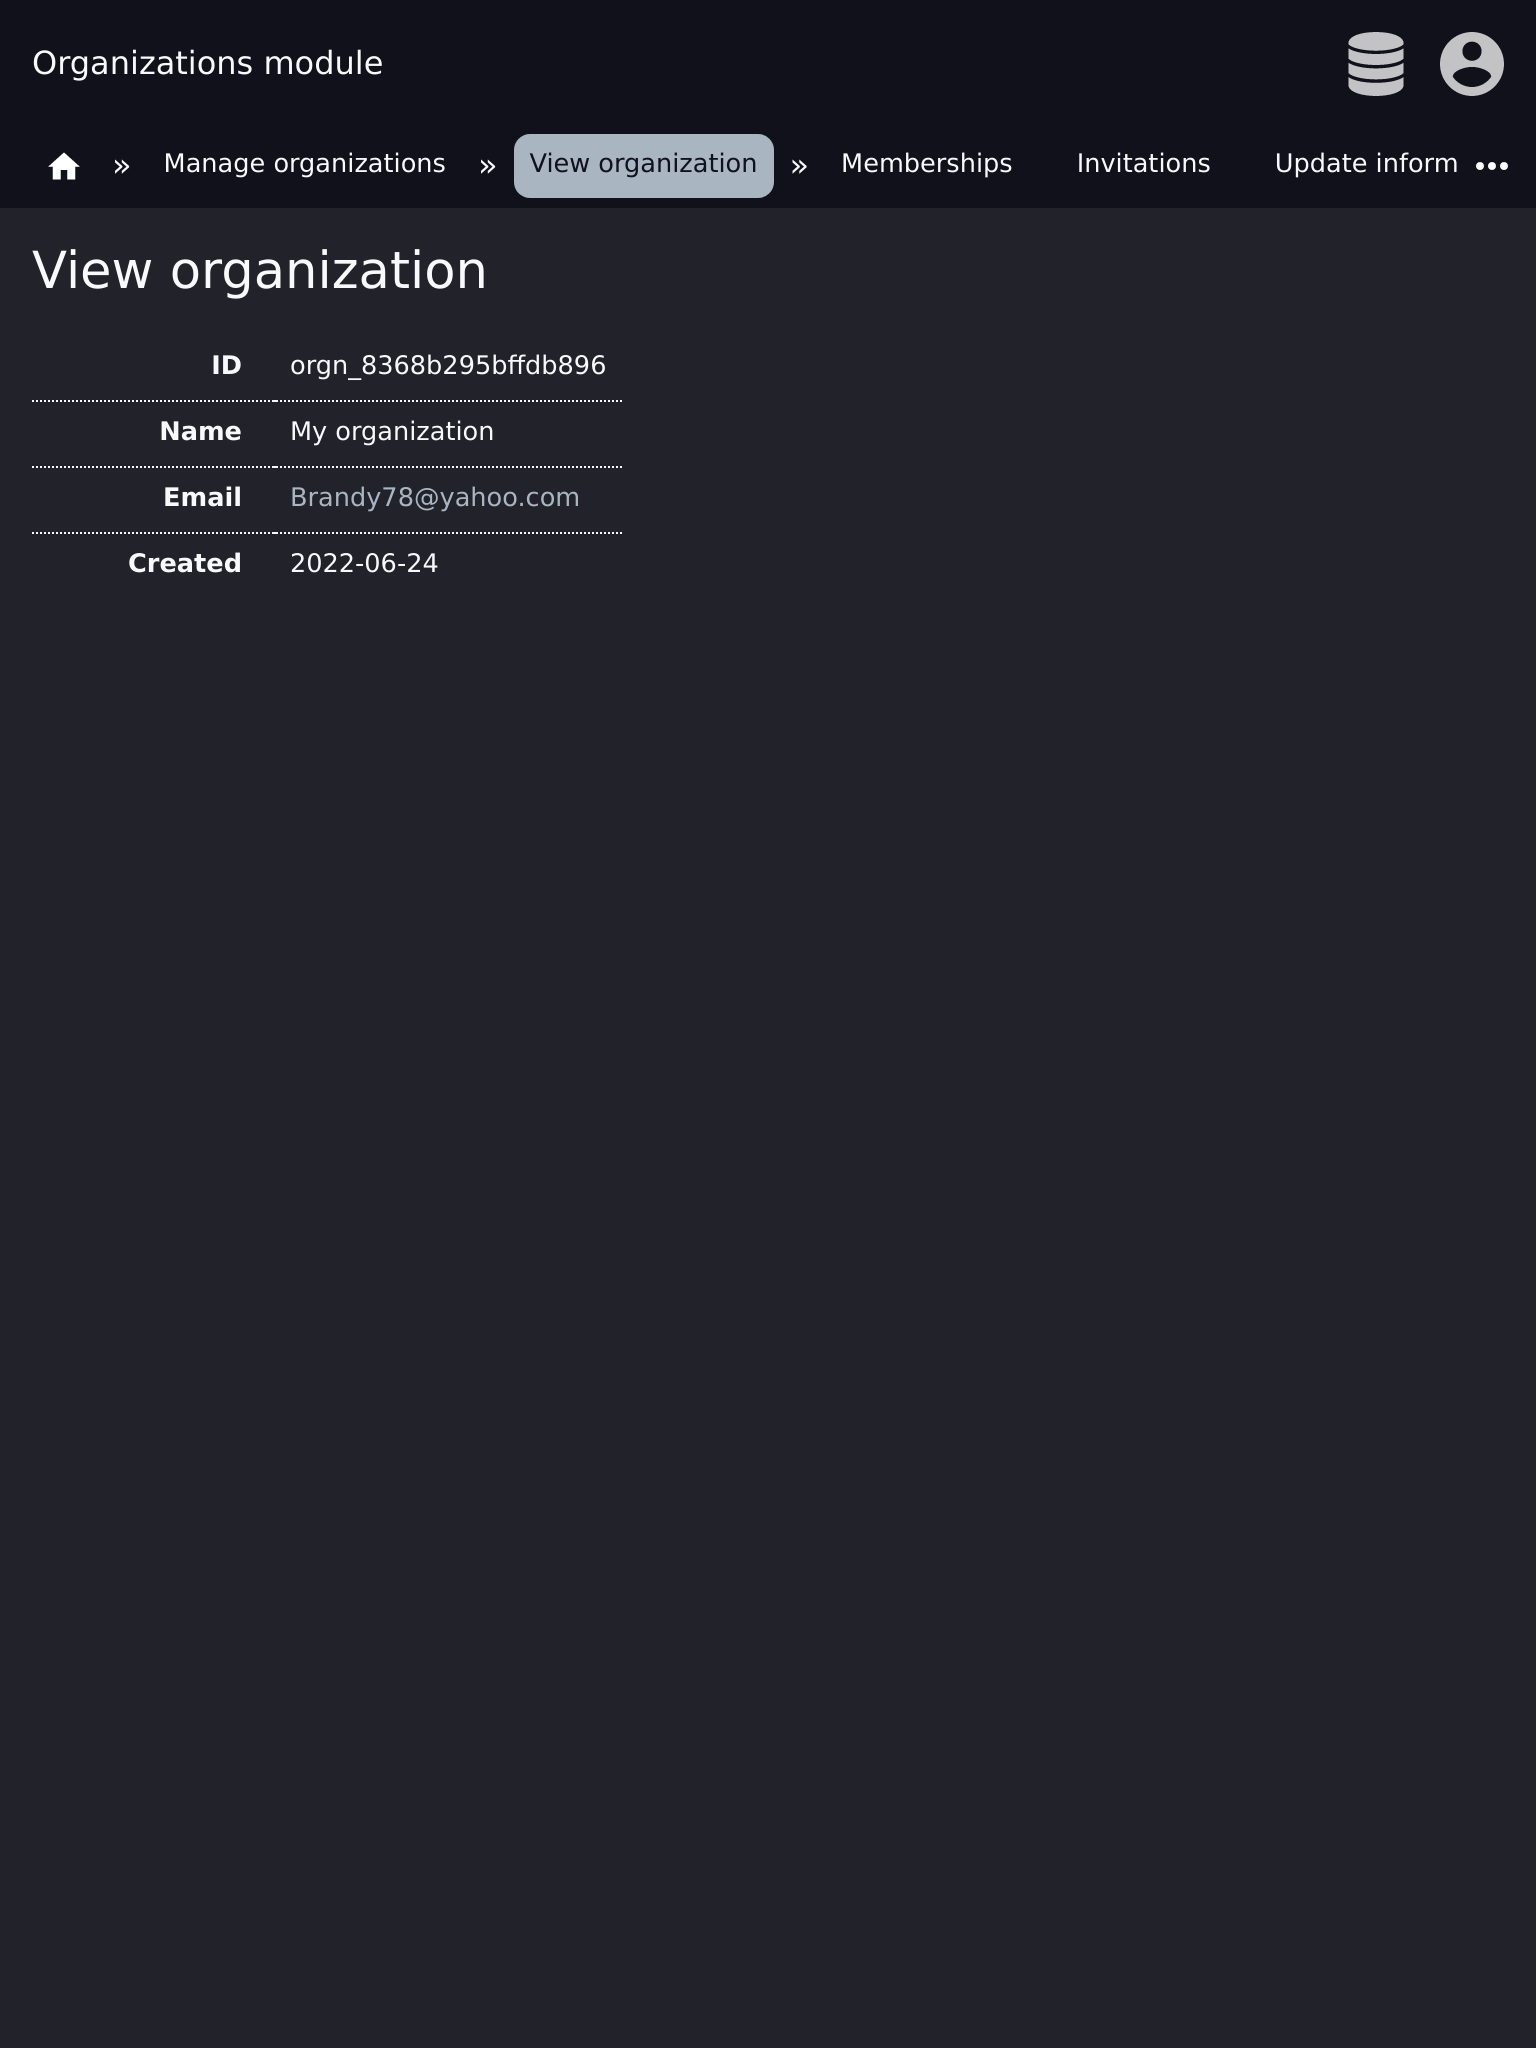 Organizations module
» Manage organizations » View organization » Memberships Invitations Update inform
View organization
ID orgn_8368b295bffdb896
Name My organization
Email Brandy78@yahoo.com
Created 2022-06-24